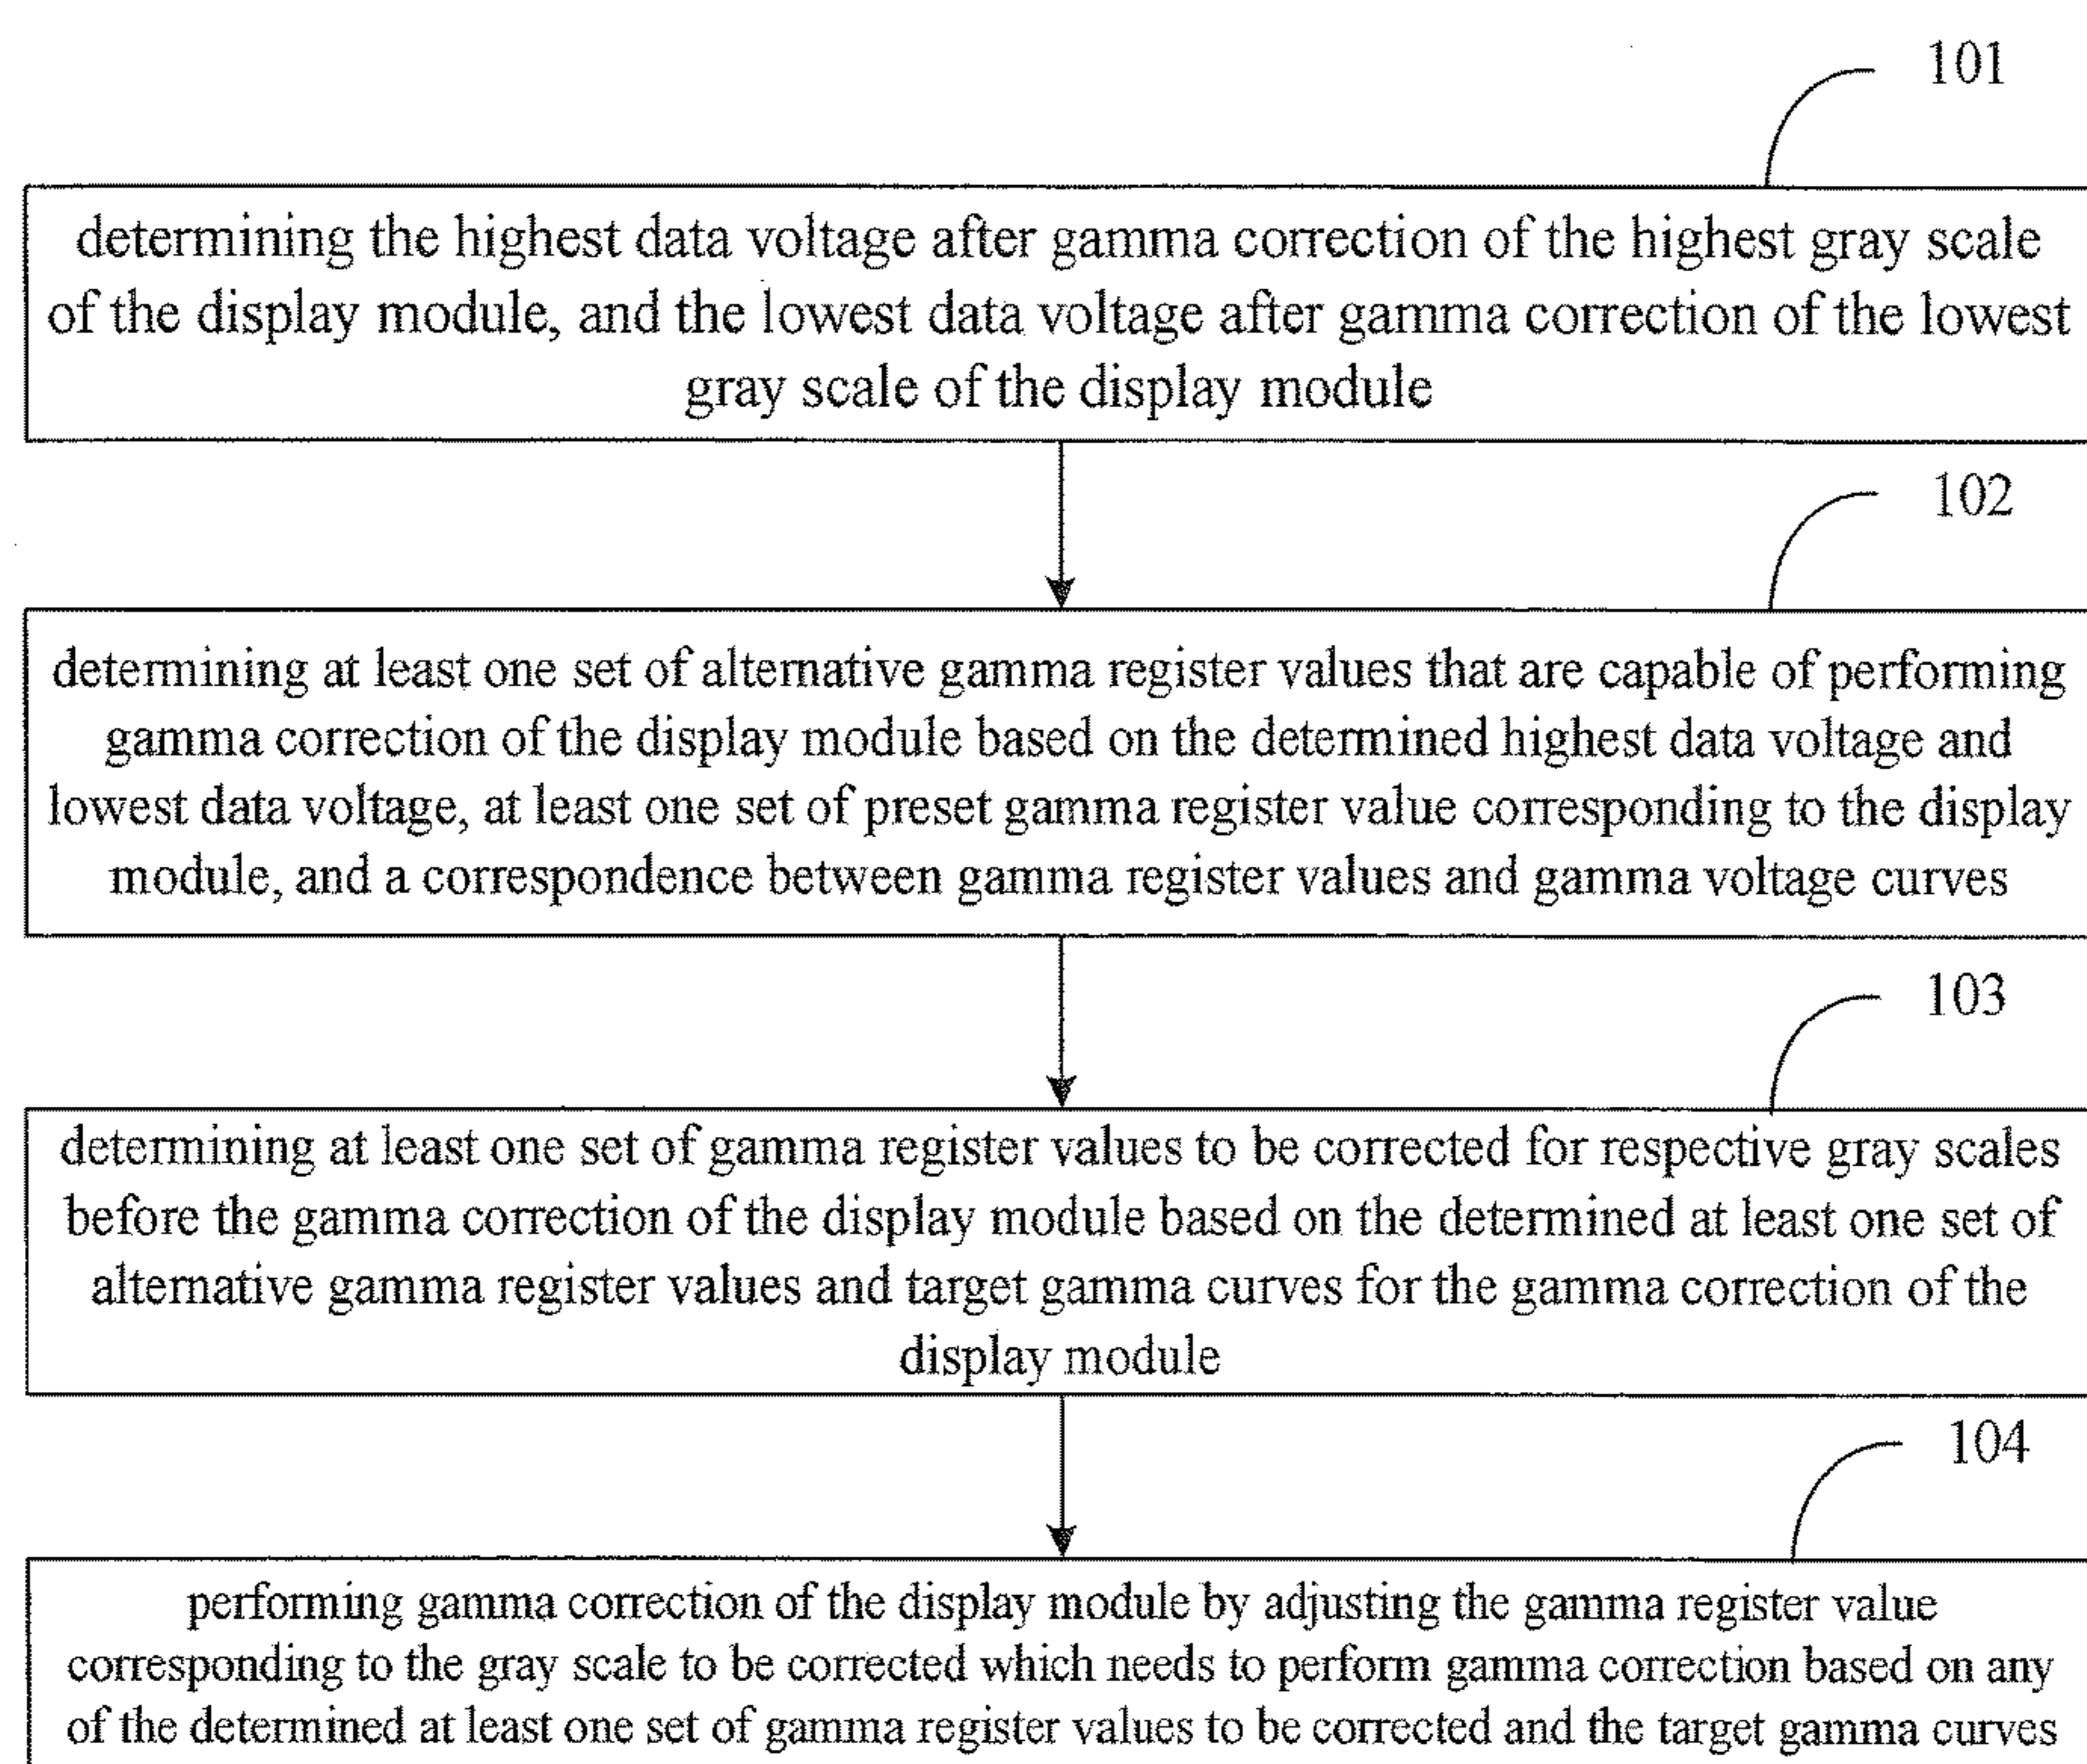 101
determining the highest data voltage after gamma correction of the highest gray scale
of the display module, and the lowest data voltage after gamma correction of the lowest
gray scale of the display module
102
determining at least one set of alternative gamma register values that are capable of performing
gamma correction of the display module based on the determined highest data voltage and
lowest data voltage, at least one set of preset gamma register value corresponding to the display
module, and a correspondence between gamma register values and gamma voltage curves
103
determining at least one set of gamma register values to be corrected for respective gray scales
before the gamma correction of the display module based on the determined at least one set of
alternative gamma register values and target gamma curves for the gamma correction of the
display module
104
performing gamma correction of the display module by adjusting the gamma register value
corresponding to the gray scale to be corrected which needs to perform gamma correction based on any
of the determined at least one set of gamma register values to be corrected and the target gamma curves